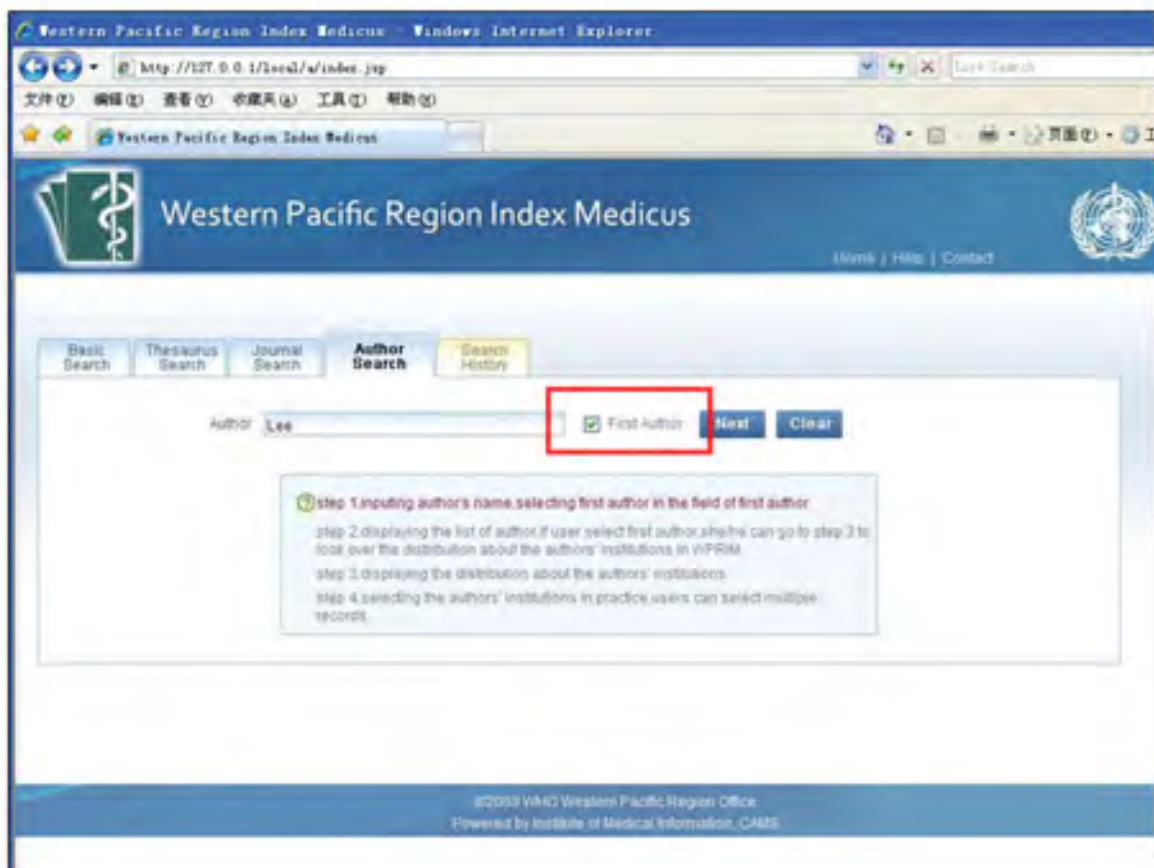 Western Pacific Region Index Medicus - Windows Internet Explorer
http://127.0.0.1/local/a/index.jsp
Live Search
文件(F) 编辑(E) 查看(V) 收藏夹(A) 工具(T) 帮助(H)
Western Pacific Region Index Medicus
页面(P)
Western Pacific Region Index Medicus
Home | Help | Contact
Basic Search
Thesaurus Search
Journal Search
Author Search
Search History
Author Lee First Author Next Clear
step 1.inputing author's name,selecting first author in the field of first author
step 2.displaying the list of author,if user select first author,she/he can go to step 3 to
look over the distribution about the authors' institutions in WPRIM.
step 3.displaying the distribution about the authors' institutions.
step 4.selecting the authors' institutions in practice,users can select multiple
records.
WHO Western Pacific Region Office
Powered by Institute of Medical Information, CAMS